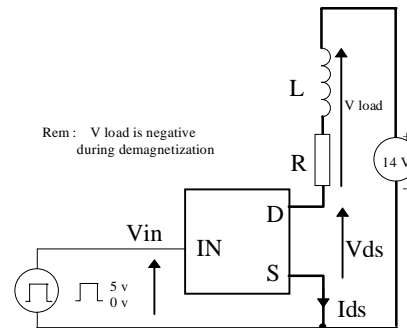 L
V load
Rem : V load is negative
during demagnetization
R
+
14 V
-
D
Vin
IN
Vds
S
5 v
0 v
Ids